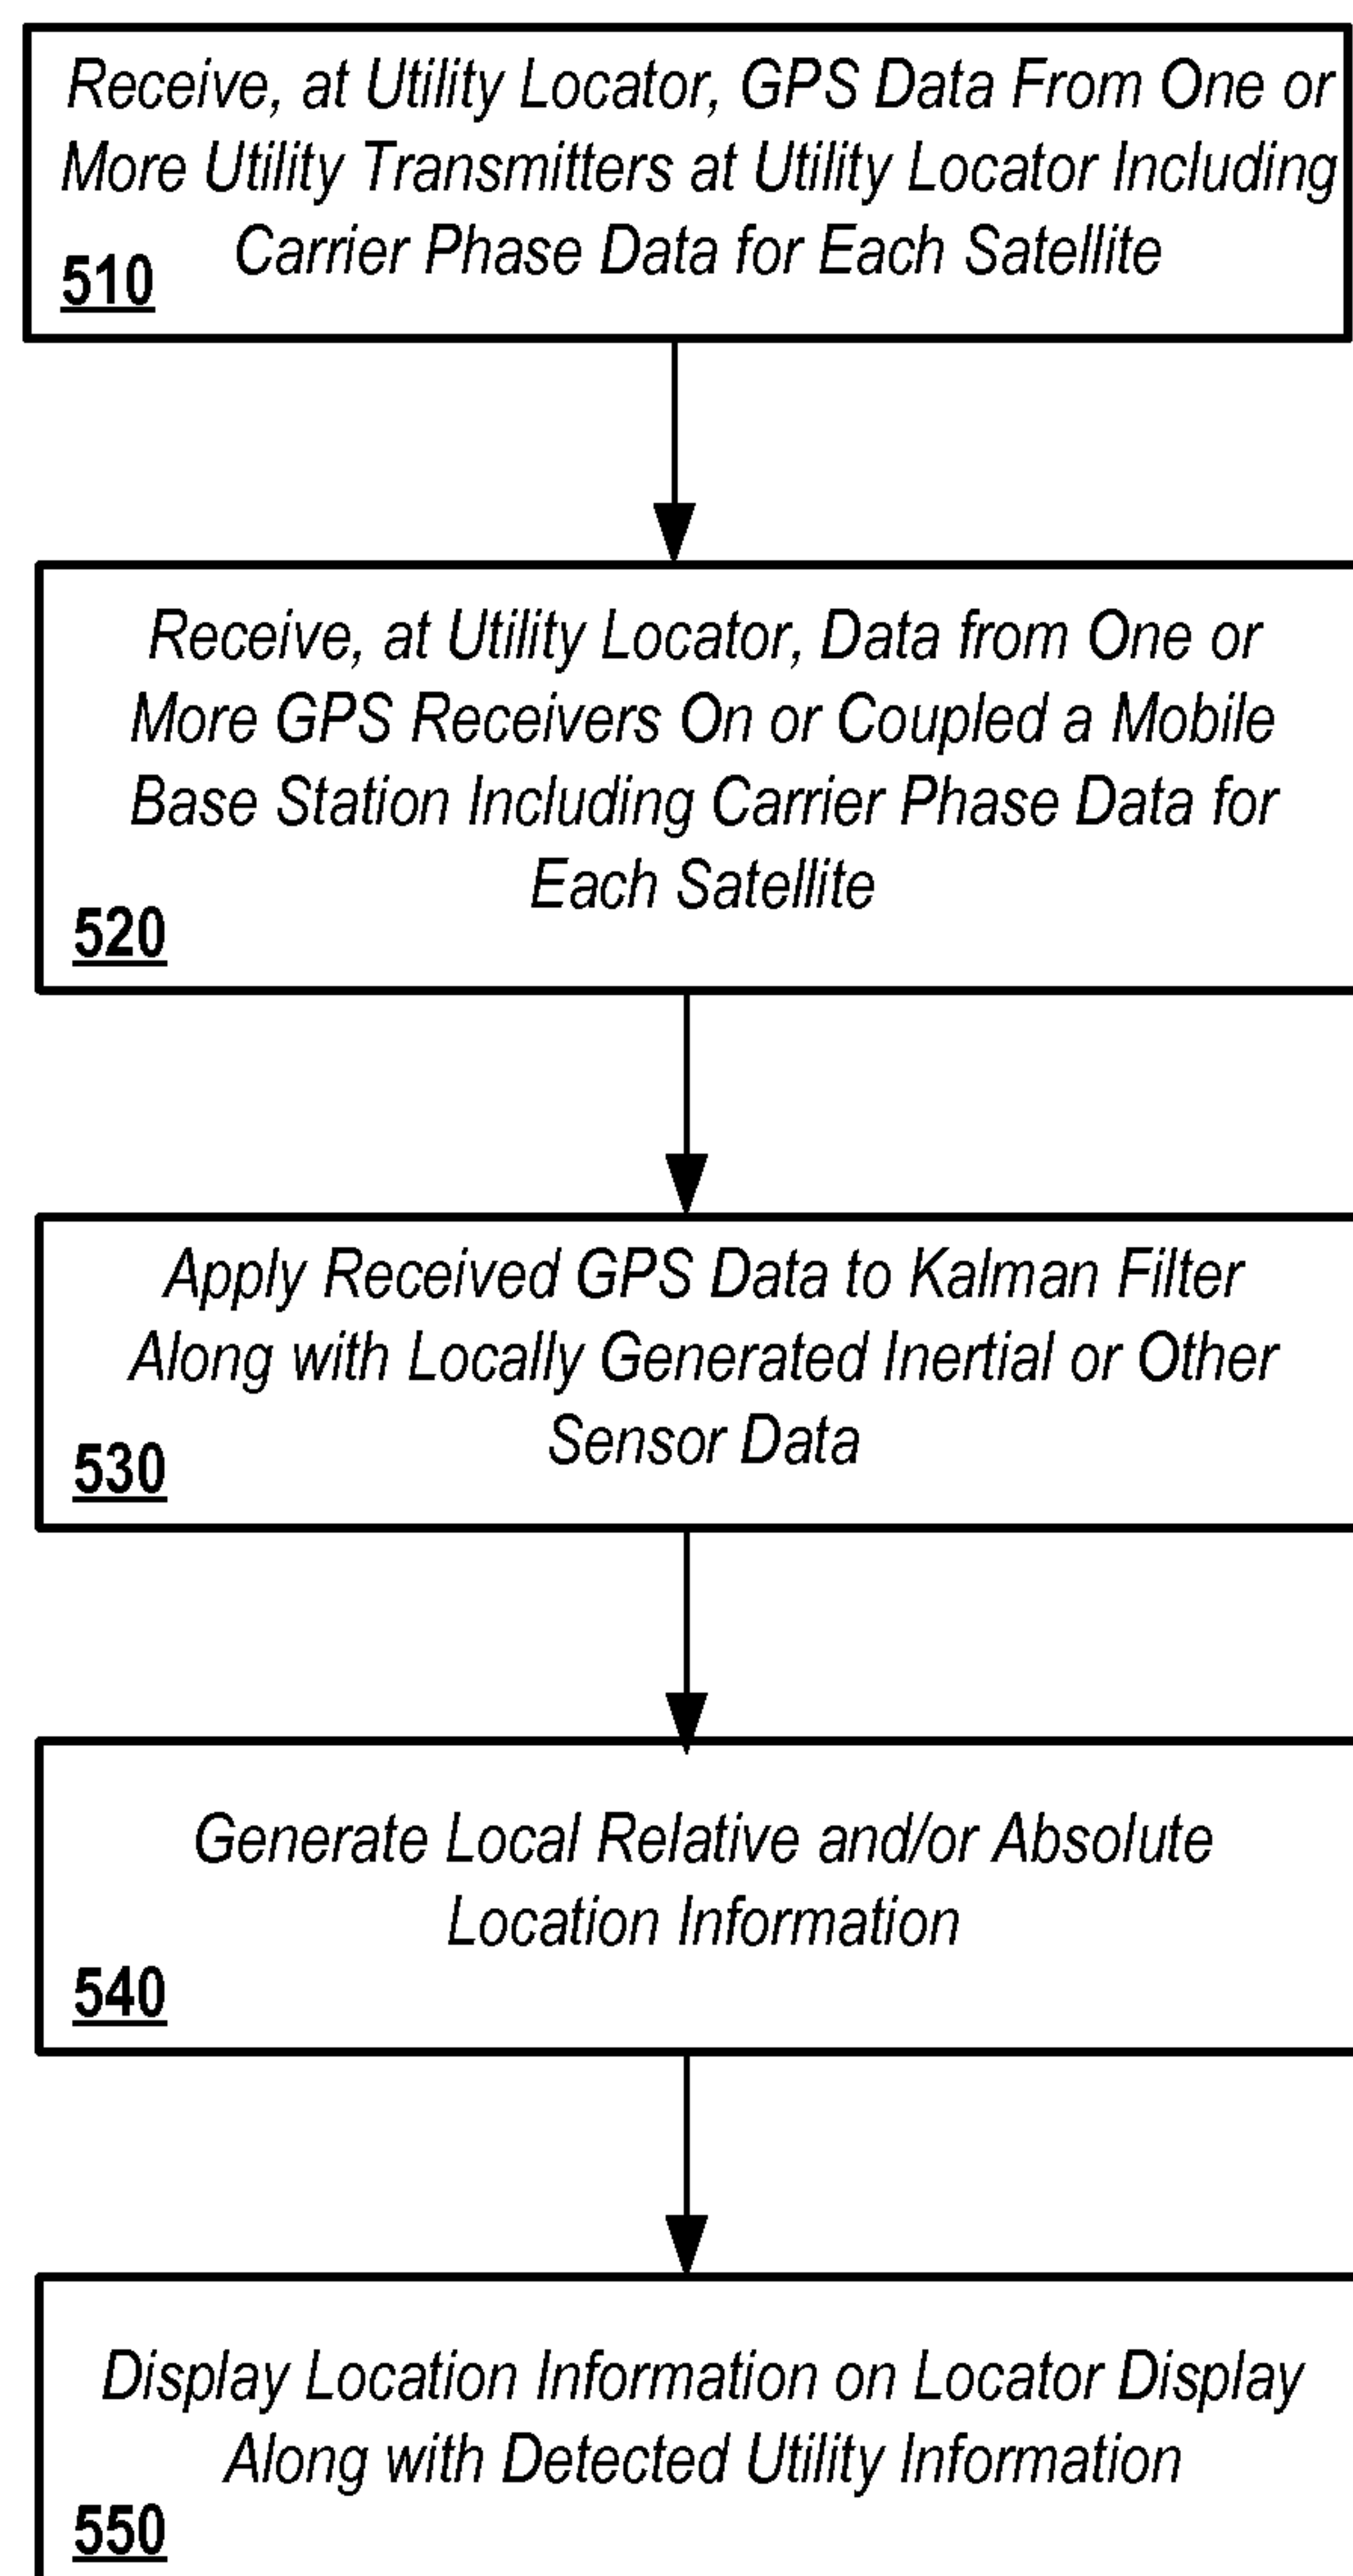 Receive, at Utility Locator, GPS Data From One or
More Utility Transmitters at Utility Locator Including
Carrier Phase Data for Each Satellite
510
Receive, at Utility Locator, Data from One or
More GPS Receivers On or Coupled a Mobile
Base Station Including Carrier Phase Data for
Each Satellite
520
Apply Received GPS Data to Kalman Filter
Along with Locally Generated Inertial or Other
Sensor Data
530
Generate Local Relative and/or Absolute
Location Information
540
Display Location Information on Locator Display
Along with Detected Utility Information
550